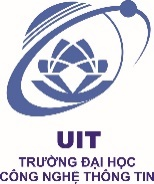 UIT
TRƯỜNG ĐẠI HỌC
CÔNG NGHỆ THÔNG TIN